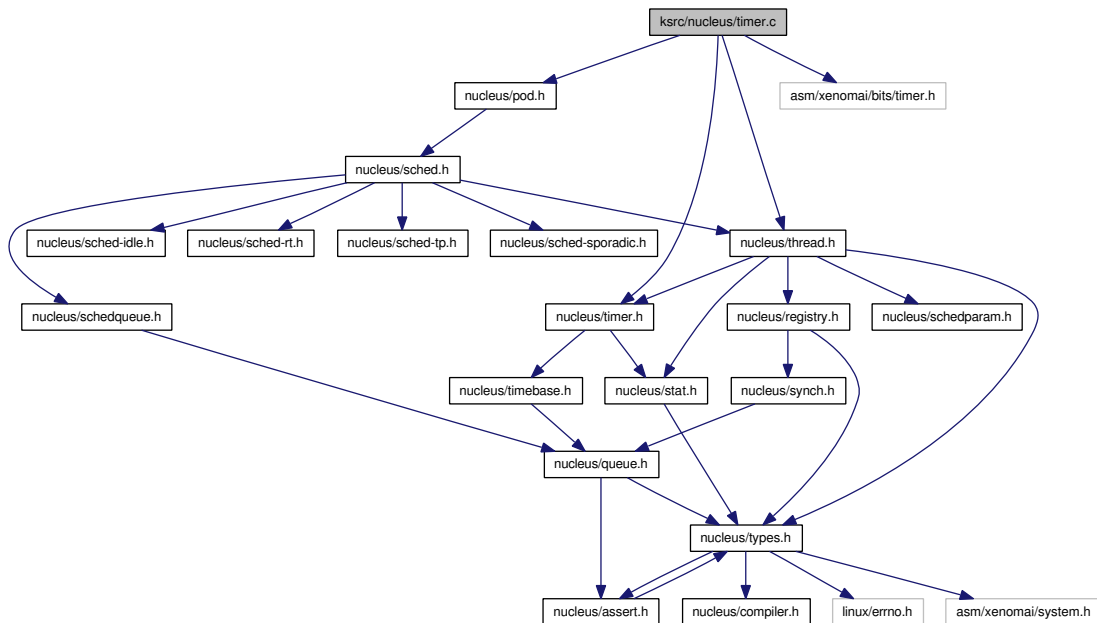 ksrc/nucleus/timer.c
nucleus/pod.h
asm/xenomai/bits/timer.h
nucleus/sched.h
nucleus/sched-idle.h
nucleus/sched-rt.h
nucleus/sched-tp.h
nucleus/sched-sporadic.h
nucleus/thread.h
nucleus/schedqueue.h
nucleus/timer.h
nucleus/registry.h
nucleus/schedparam.h
nucleus/timebase.h
nucleus/stat.h
nucleus/synch.h
nucleus/queue.h
nucleus/types.h
nucleus/assert.h
nucleus/compiler.h
linux/errno.h
asm/xenomai/system.h